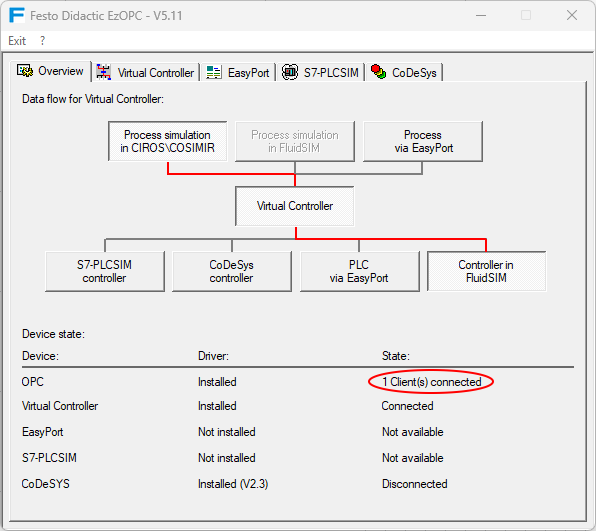 Festo Didactic EzOPC - V5.11
Exit ?
Overview Virtual Controller EasyPort S7-PLCSIM CoDeSys
Data flow for Virtual Controller:
Process simulation
in CIROS\COSIMIR
Process simulation
in FluidSIM
Process
via EasyPort
Virtual Controller
S7-PLCSIM
controller
CoDeSys
controller
PLC
via EasyPort
Controller in
FluidSIM
Device state:
Device: Driver: State:
OPC Installed 1 Client(s) connected
Virtual Controller Installed Connected
EasyPort Not installed Not available
S7-PLCSIM Not installed Not available
CoDeSYS Installed (V2.3) Disconnected